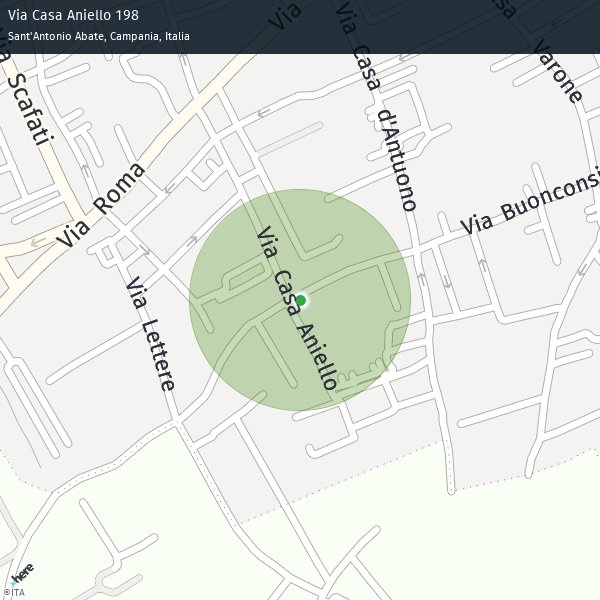 Via Casa Aniello 198
Sant'Antonio Abate, Campania, Italia
Via
Via Casa d'Antuono
Casa Varone
Via Scafati
Via Roma
Via Buonconsi
Via Casa Aniello
Via Lettere
here
©ITA